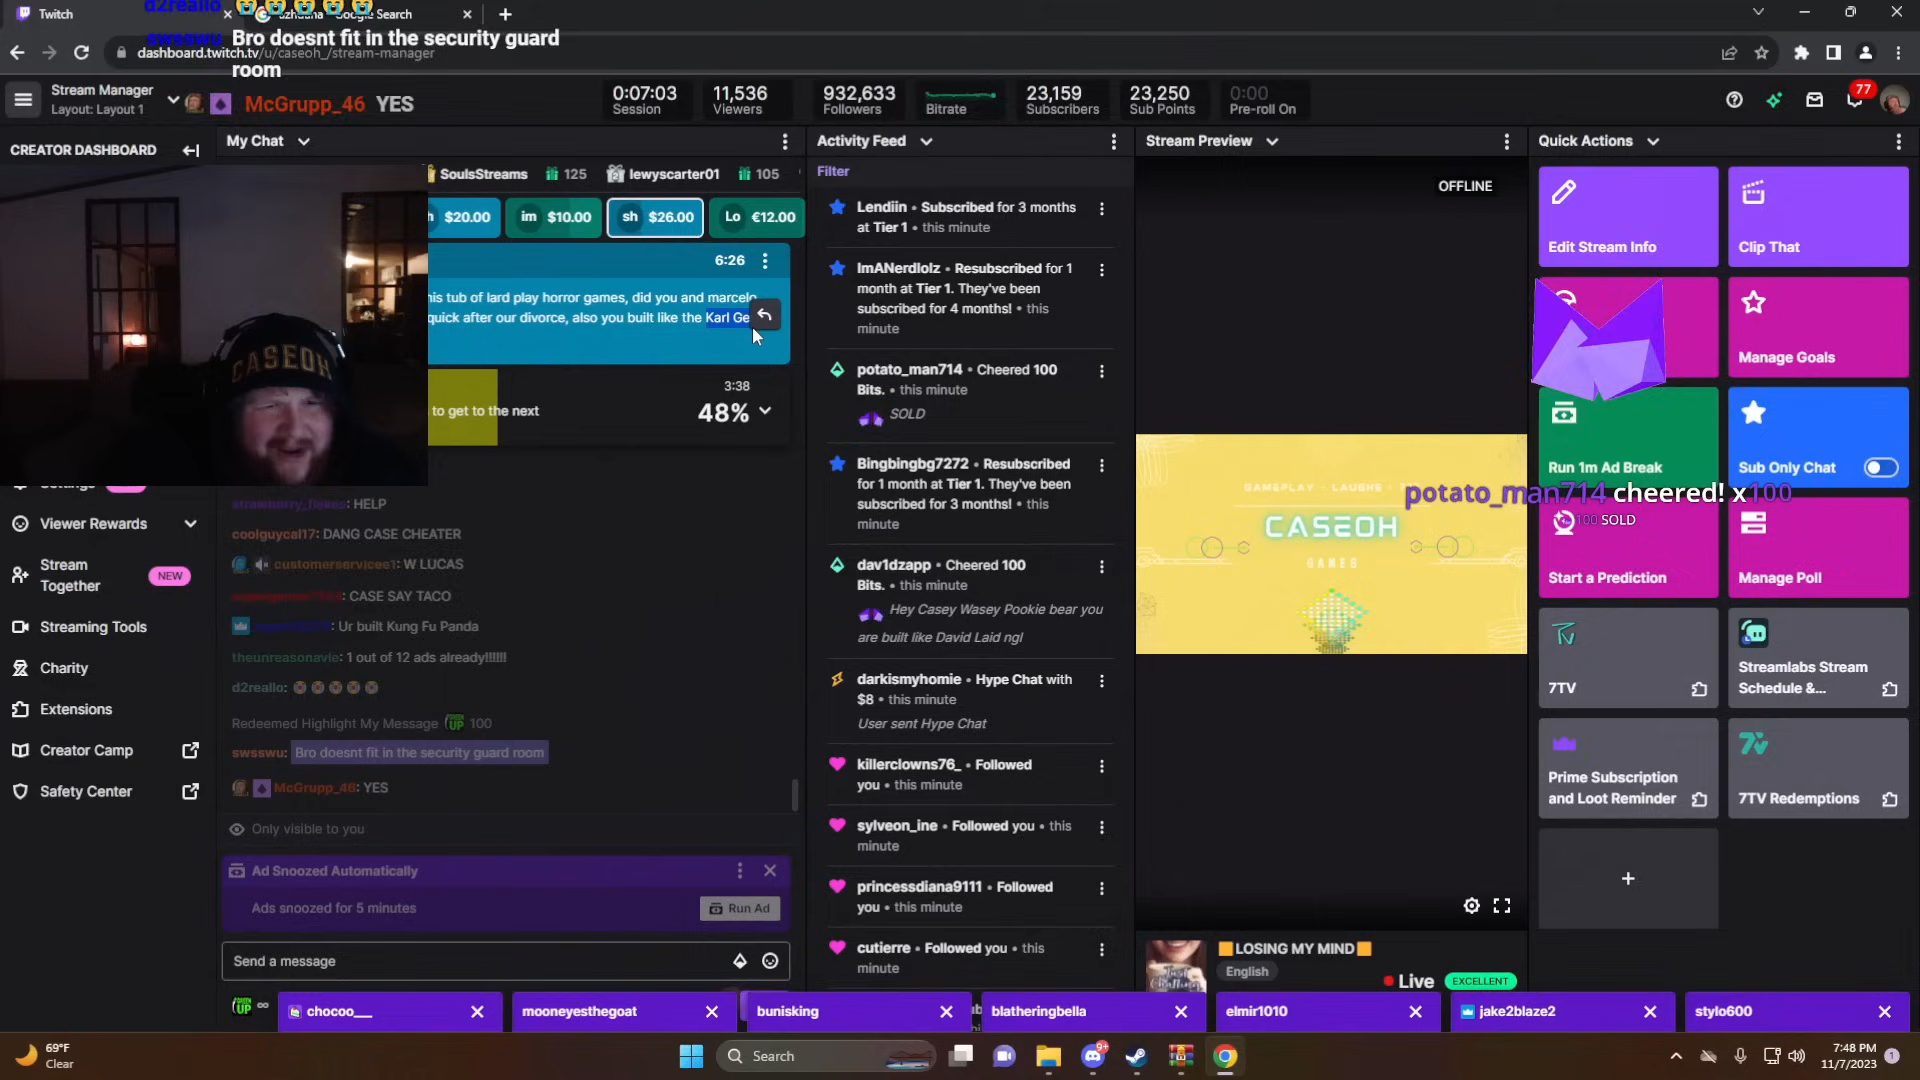 Twitch
Google Search
d2reallo
swsswu
Bro doesnt fit in the security guard
room
dashboard.twitch.tv/u/caseoh_/stream-manager
Stream Manager
Layout: Layout 1
McGrupp_46 YES
0:07:03
Session
11,536
Viewers
932,633
Followers
Bitrate
23,159
Subscribers
23,250
Sub Points
0:00
Pre-roll On
77
CREATOR DASHBOARD
My Chat
Activity Feed
Stream Preview
Quick Actions
SoulsStreams 125
lewyscarter01 105
$20.00
im $10.00
sh $26.00
Lo €12.00
6:26
his tub of lard play horror games, did you and marcelo
quick after our divorce, also you built like the Karl Ge
3:38
to get to the next
48%
CASEOH
HELP
coolguycal17: DANG CASE CHEATER
customerservices1: W LUCAS
: CASE SAY TACO
: Ur built Kung Fu Panda
theunreasonavle: 1 out of 12 ads already!!!!!!
d2reallo:
Redeemed Highlight My Message 100
swsswu: Bro doesnt fit in the security guard room
McGrupp_46: YES
Only visible to you
Ad Snoozed Automatically
Ads snoozed for 5 minutes
Run Ad
Send a message
Settings
Viewer Rewards
Stream
Together
NEW
Streaming Tools
Charity
Extensions
Creator Camp
Safety Center
Filter
Lendiin • Subscribed for 3 months
at Tier 1 • this minute
ImANerdlolz • Resubscribed for 1
month at Tier 1. They've been
subscribed for 4 months! • this
minute
potato_man714 • Cheered 100
Bits. • this minute
SOLD
Bingbingbg7272 • Resubscribed
for 1 month at Tier 1. They've been
subscribed for 3 months! • this
minute
dav1dzapp • Cheered 100
Bits. • this minute
Hey Casey Wasey Pookie bear you
are built like David Laid ngl
darkismyhomie • Hype Chat with
$8 • this minute
User sent Hype Chat
killerclowns76_ • Followed
you • this minute
sylveon_ine • Followed you • this
minute
princessdiana9111 • Followed
you • this minute
cutierre • Followed you • this
minute
OFFLINE
GAMEPLAY • LAUGHS
CASEOH
GAMES
LOSING MY MIND
English
Live
EXCELLENT
Edit Stream Info
Clip That
Manage Goals
Run 1m Ad Break
Sub Only Chat
potato_man714 cheered! x100
100 SOLD
Start a Prediction
Manage Poll
7TV
Streamlabs Stream
Schedule &...
Prime Subscription
and Loot Reminder
7TV Redemptions
+
chocoo___
mooneyesthegoat
bunisking
blatheringbella
elmir1010
jake2blaze2
stylo600
69°F
Clear
Search
9+
7:48 PM
11/7/2023
1